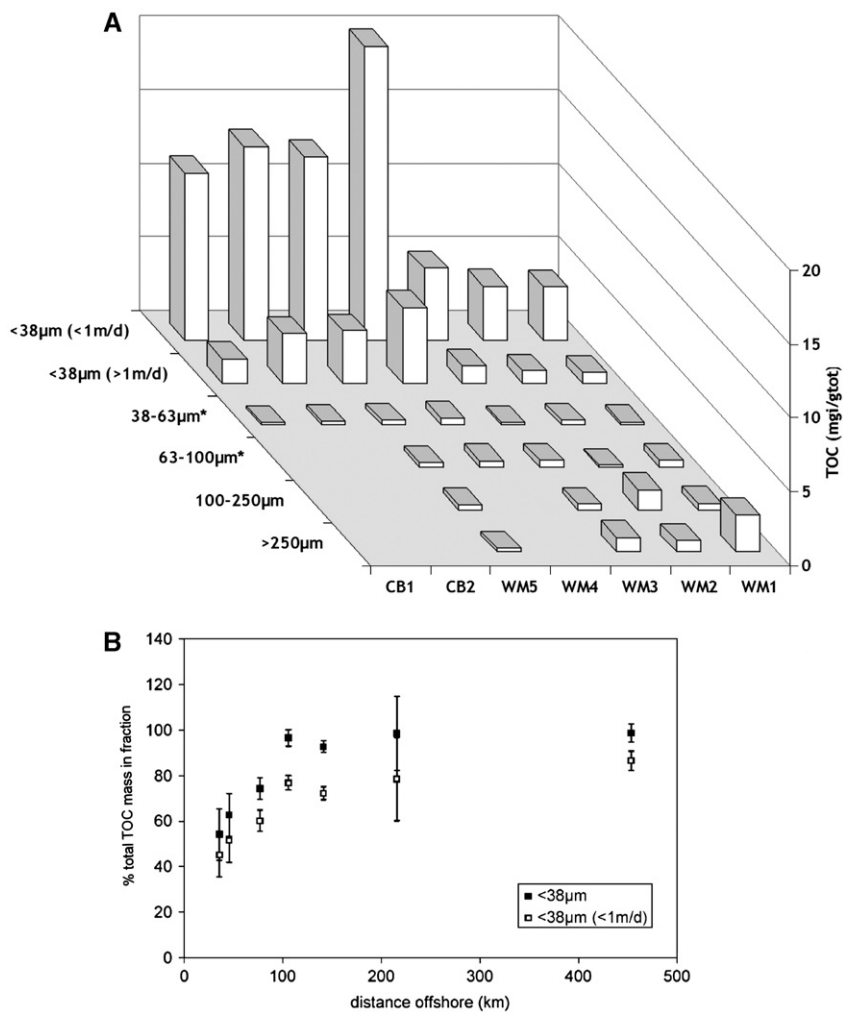 A
<38µm (<1m/d)
<38µm (>1m/d)
38-63µm*
63-100µm*
100-250µm
>250µm
CB1 CB2 WM5 WM4 WM3 WM2 WM1
20
15
10
5
0
TOC (mgi/gtot)
B
140
120
100
80
60
40
20
0
% total TOC mass in fraction
<38µm
<38µm (<1m/d)
0 100 200 300 400 500
distance offshore (km)